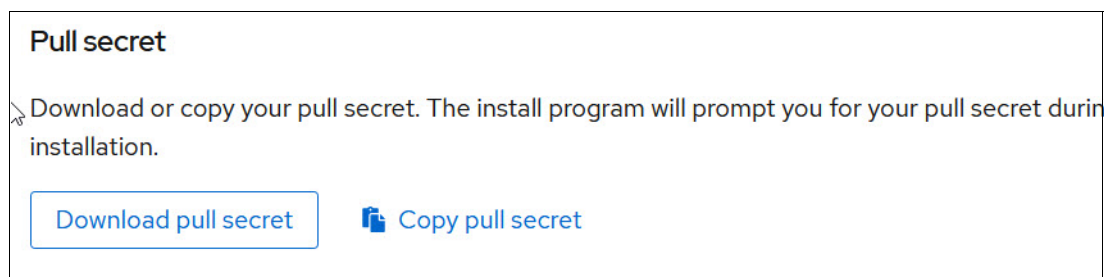 Pull secret
Download or copy your pull secret. The install program will prompt you for your pull secret durin
installation.
Download pull secret
Copy pull secret